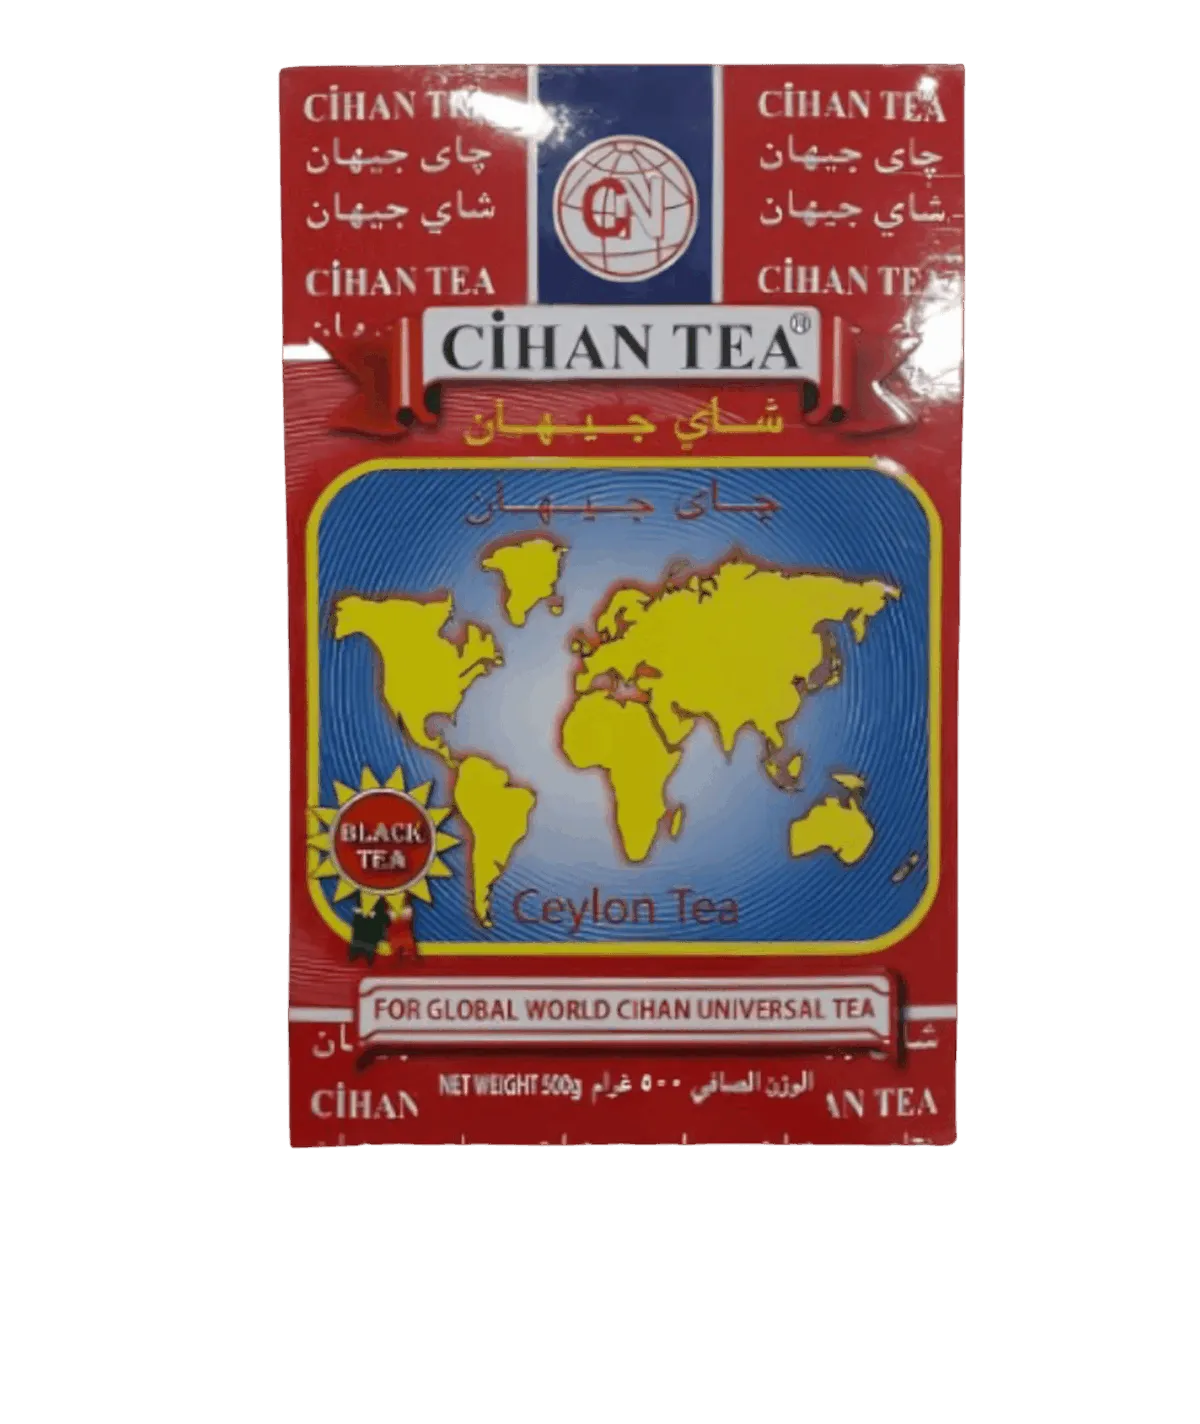 CİHAN TEA
چای جیهان
شاي جيهان
CİHAN TEA
CİHAN TEA
چای جیهان
شاي جيهان
CİHAN TEA
CN
CİHAN TEA®
شاي جيهان
چای جیهان
BLACK
TEA
Ceylon Tea
FOR GLOBAL WORLD CIHAN UNIVERSAL TEA
NET WEIGHT 500g الوزن الصافي ٥٠٠ غرام
CİHAN
TEA